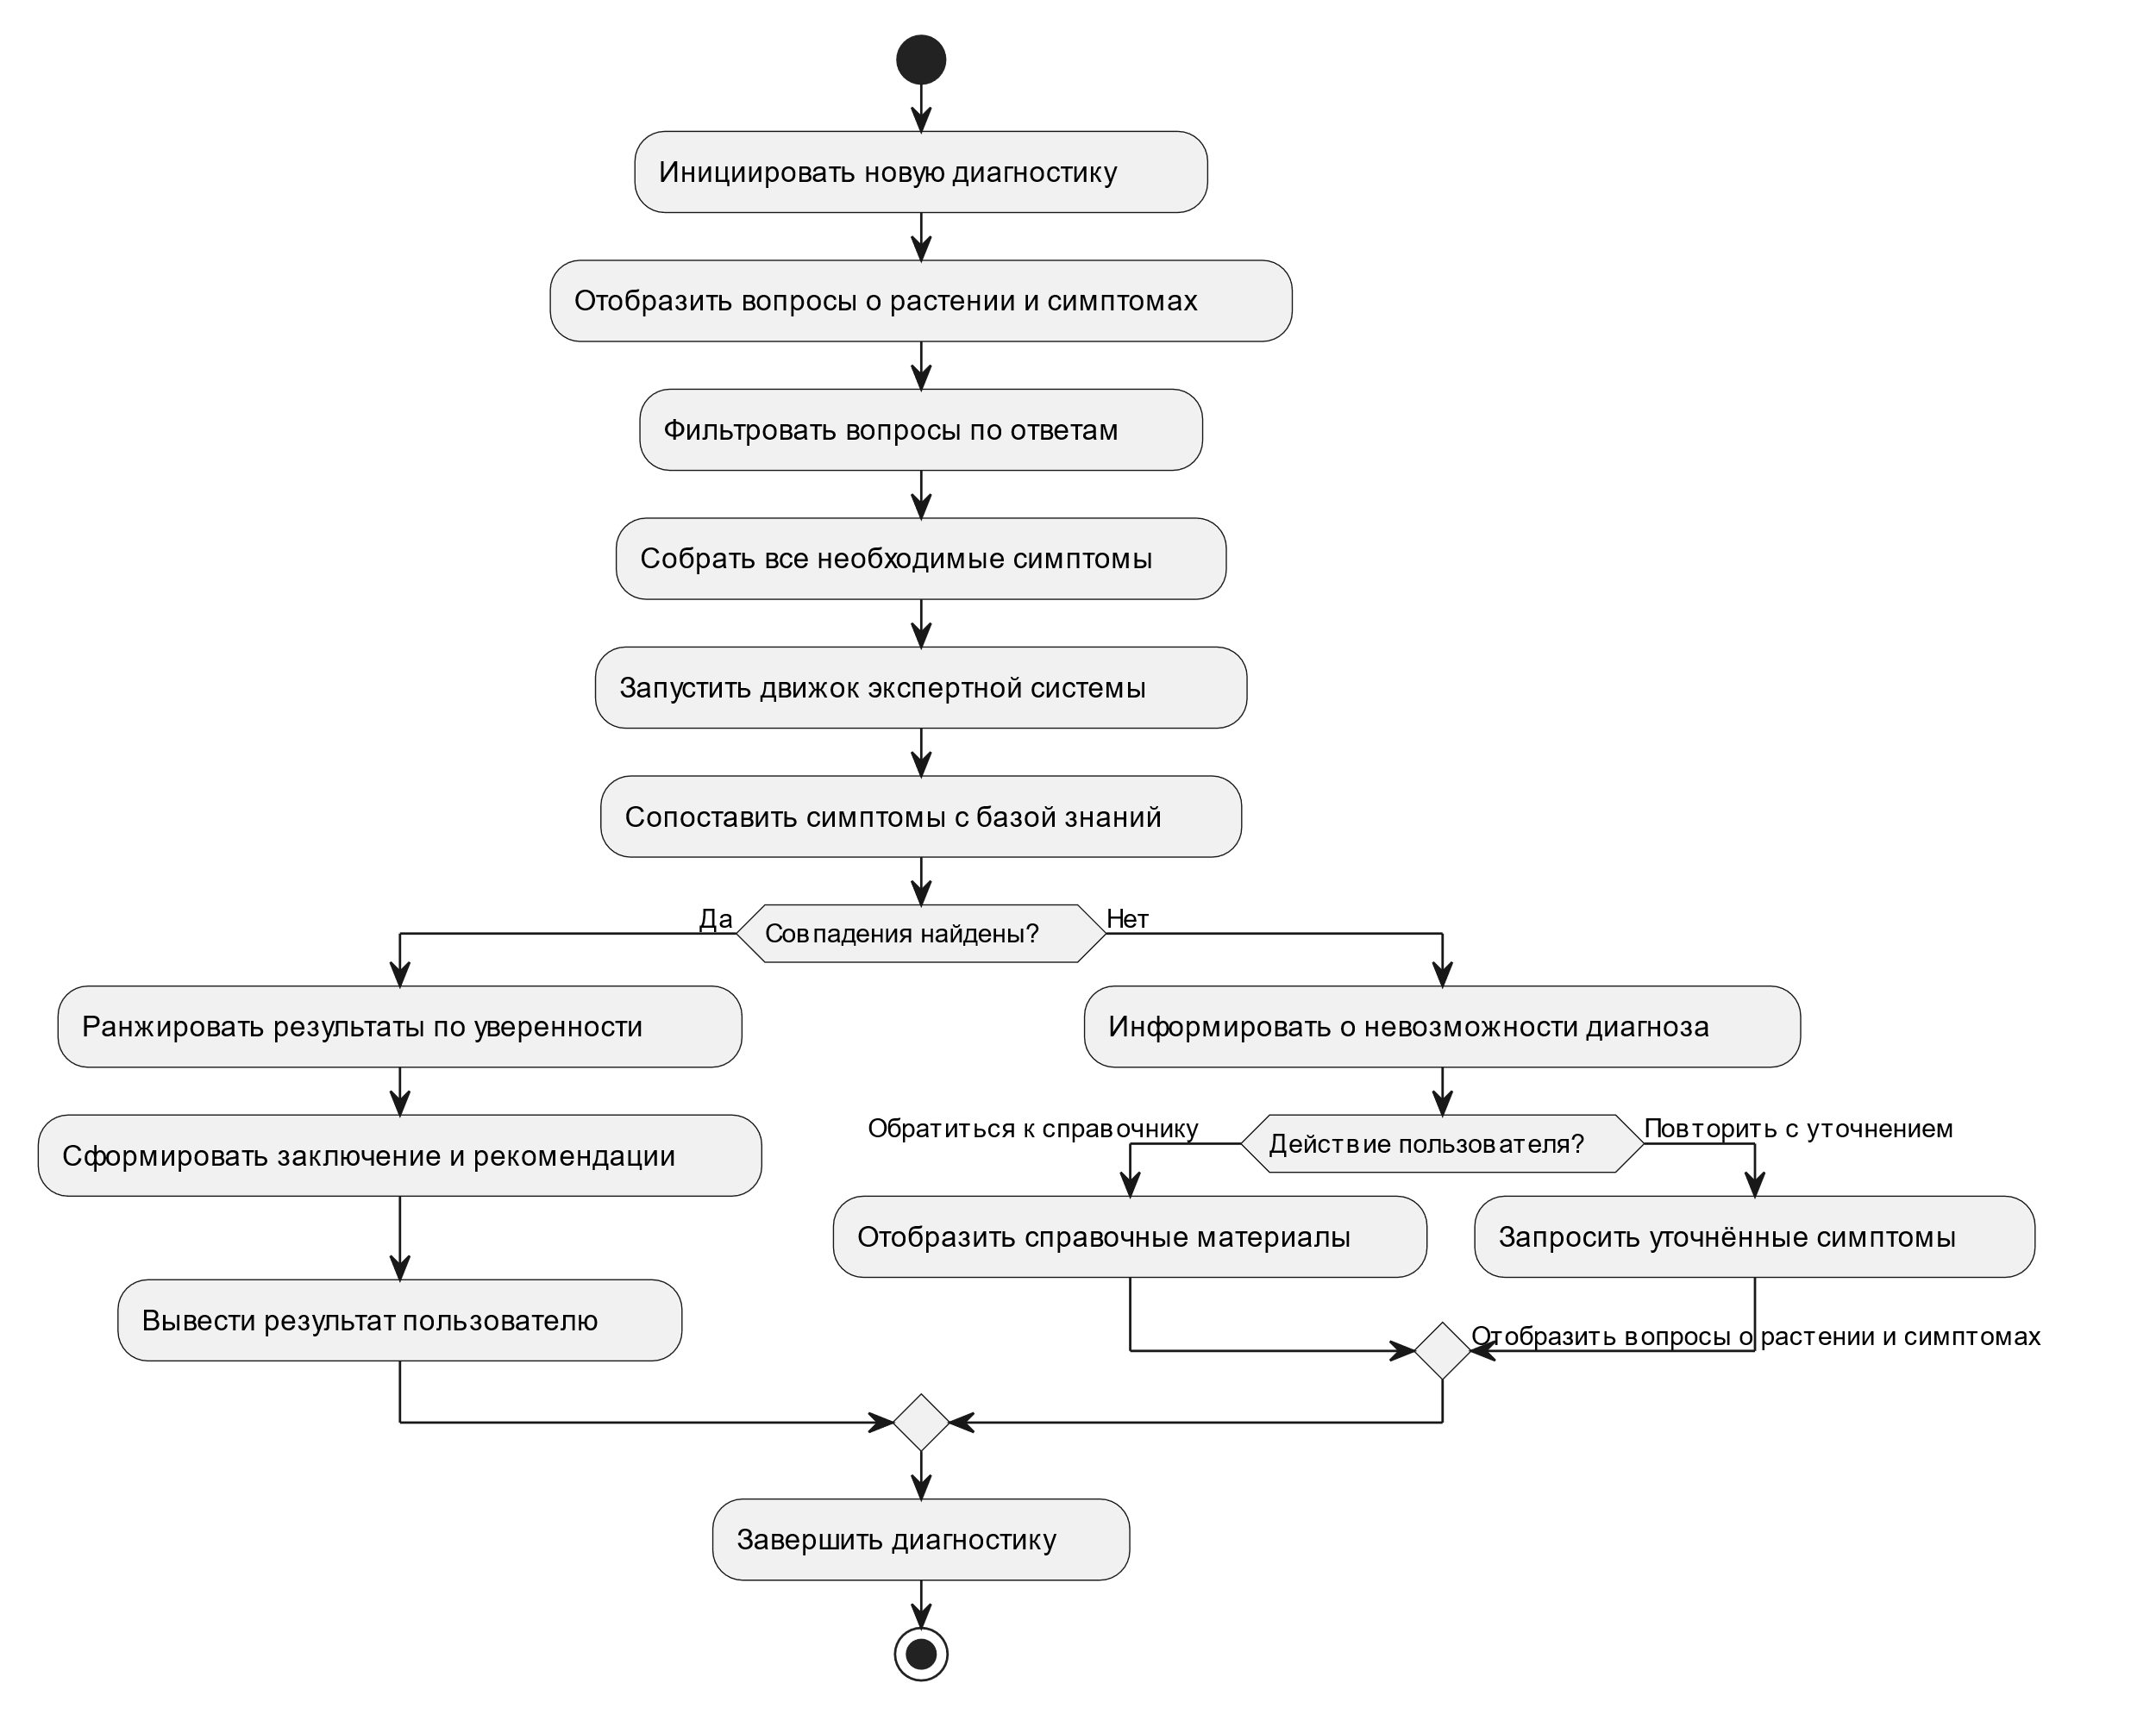 Инициировать новую диагностику
Отобразить вопросы о растении и симптомах
Фильтровать вопросы по ответам
Собрать все необходимые симптомы
Запустить движок экспертной системы
Сопоставить симптомы с базой знаний
Да
Совпадения найдены?
Нет
Ранжировать результаты по уверенности
Информировать о невозможности диагноза
Сформировать заключение и рекомендации
Обратиться к справочнику
Действие пользователя?
Повторить с уточнением
Отобразить справочные материалы
Запросить уточнённые симптомы
Вывести результат пользователю
Отобразить вопросы о растении и симптомах
Завершить диагностику